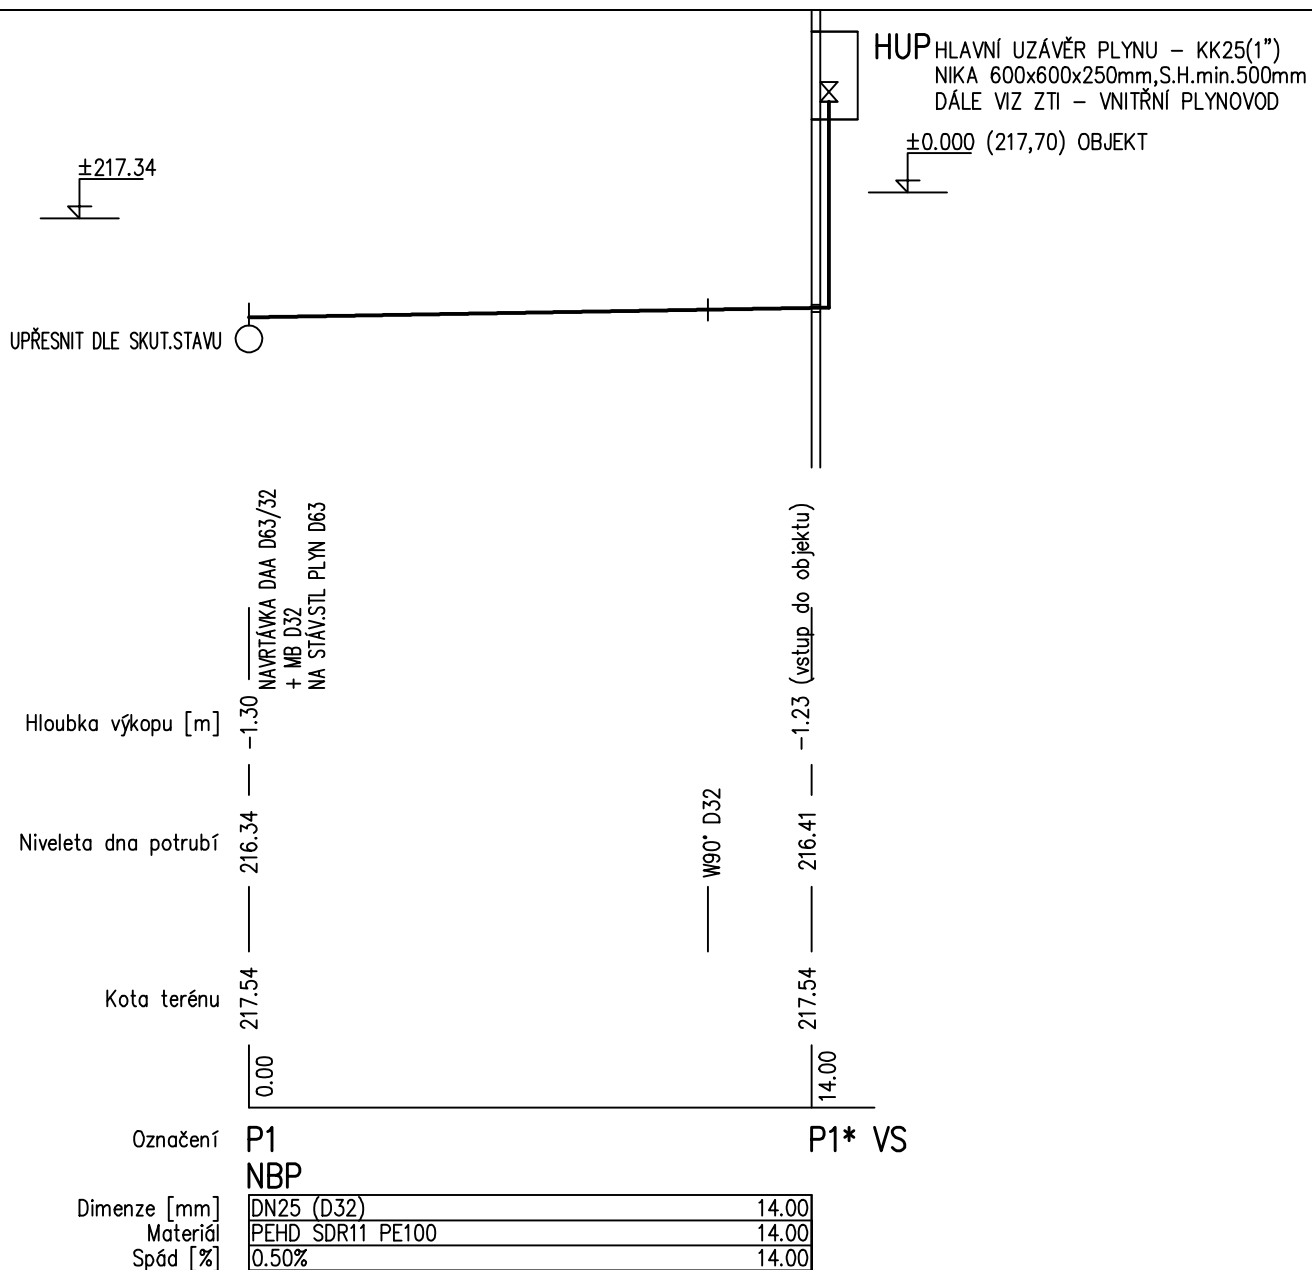 HUP HLAVNÍ UZÁVĚR PLYNU – KK25(1")
NIKA 600x600x250mm,S.H.min.500mm
DÁLE VIZ ZTI – VNITŘNÍ PLYNOVOD
±0.000 (217,70) OBJEKT
±217.34
UPŘESNIT DLE SKUT.STAVU
NAVRTÁVKA DAA D63/32
+ MB D32
NA STÁV.STL PLYN D63
Hloubka výkopu [m] -1.30 -1.23 (vstup do objektu)
Niveleta dna potrubí 216.34 W90° D32 216.41
Kota terénu 217.54 217.54
0.00 14.00
Označení P1 P1* VS
NBP
Dimenze [mm] DN25 (D32) 14.00
Materiál PEHD SDR11 PE100 14.00
Spád [%] 0.50% 14.00